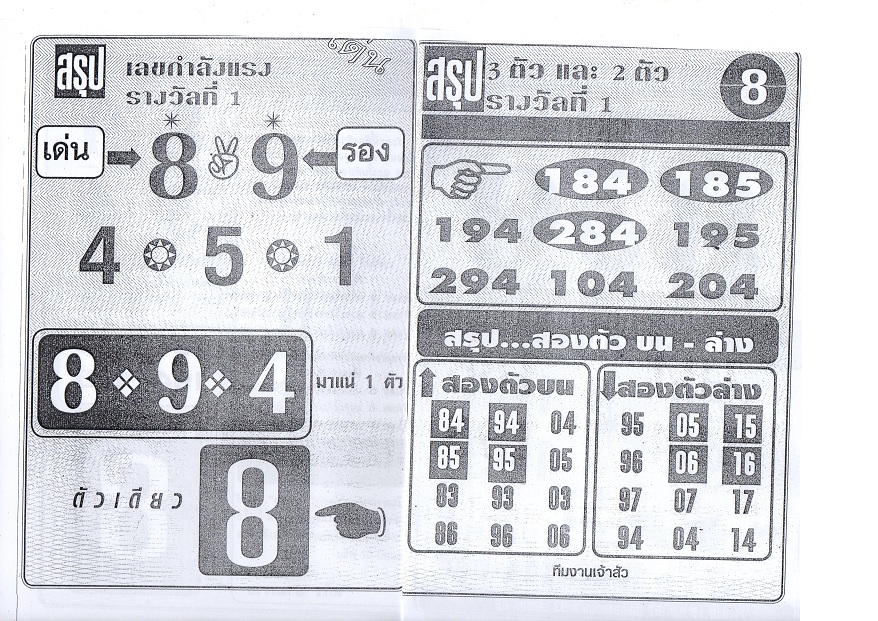 เด่น
สรุป เลขกำลังแรง
รางวัลที่ 1
เด่น 8 9 รอง
4 5 1
8 9 4 มาแน่ 1 ตัว
ตัวเดียว 8
สรุป 3 ตัว และ 2 ตัว 8
รางวัลที่ 1
184 185
194 284 195
294 104 204
สรุป...สองตัว บน - ล่าง
สองตัวบน
84 94 04
85 95 05
83 93 03
86 96 06
สองตัวล่าง
95 05 15
96 06 16
97 07 17
94 04 14
ทีมงานเจ้าสัว